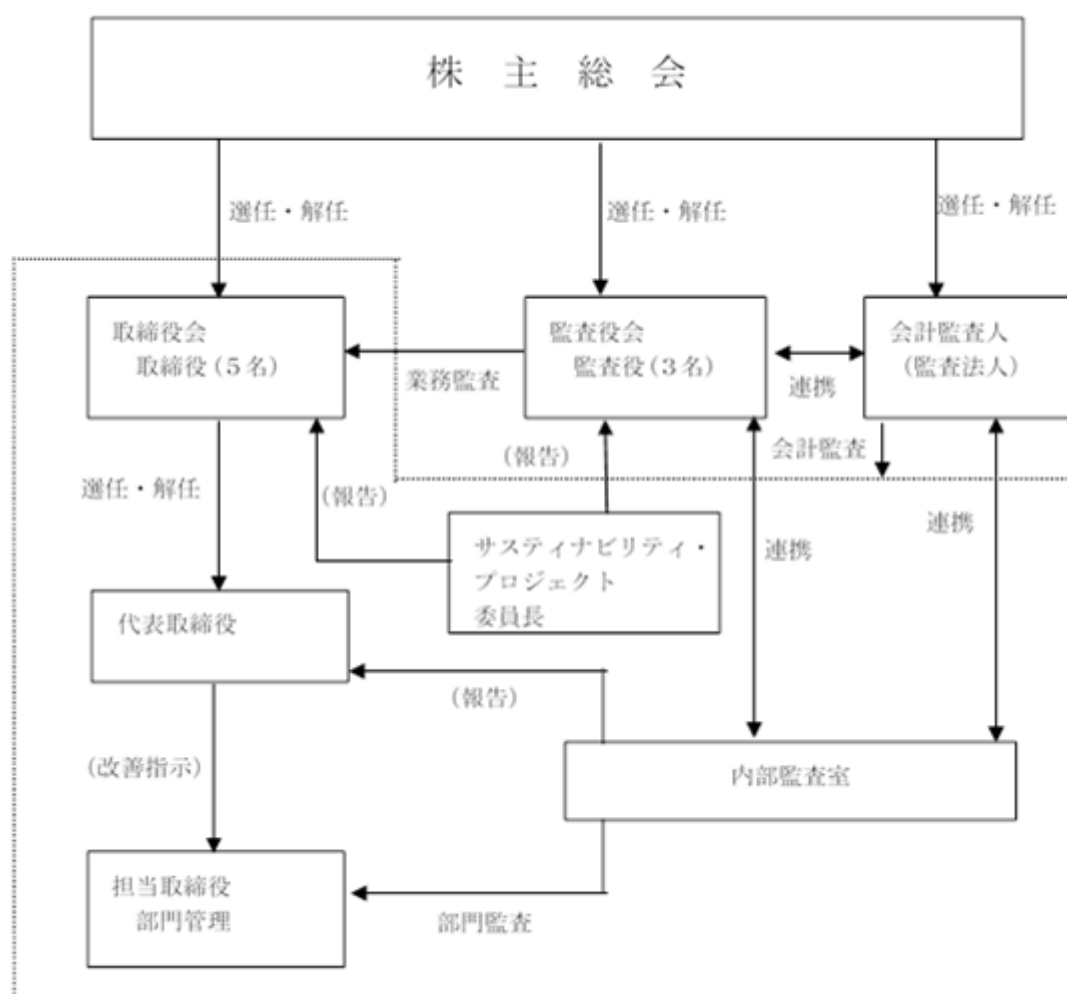 株主総会
選任・解任
選任・解任
選任・解任
取締役会
取締役(5名)
業務監査
監査役会
監査役(3名)
連携
会計監査人
(監査法人)
会計監査
選任・解任
(報告)
(報告)
連携
連携
サスティナビリティ・
プロジェクト
委員長
代表取締役
(報告)
(改善指示)
内部監査室
担当取締役
部門管理
部門監査